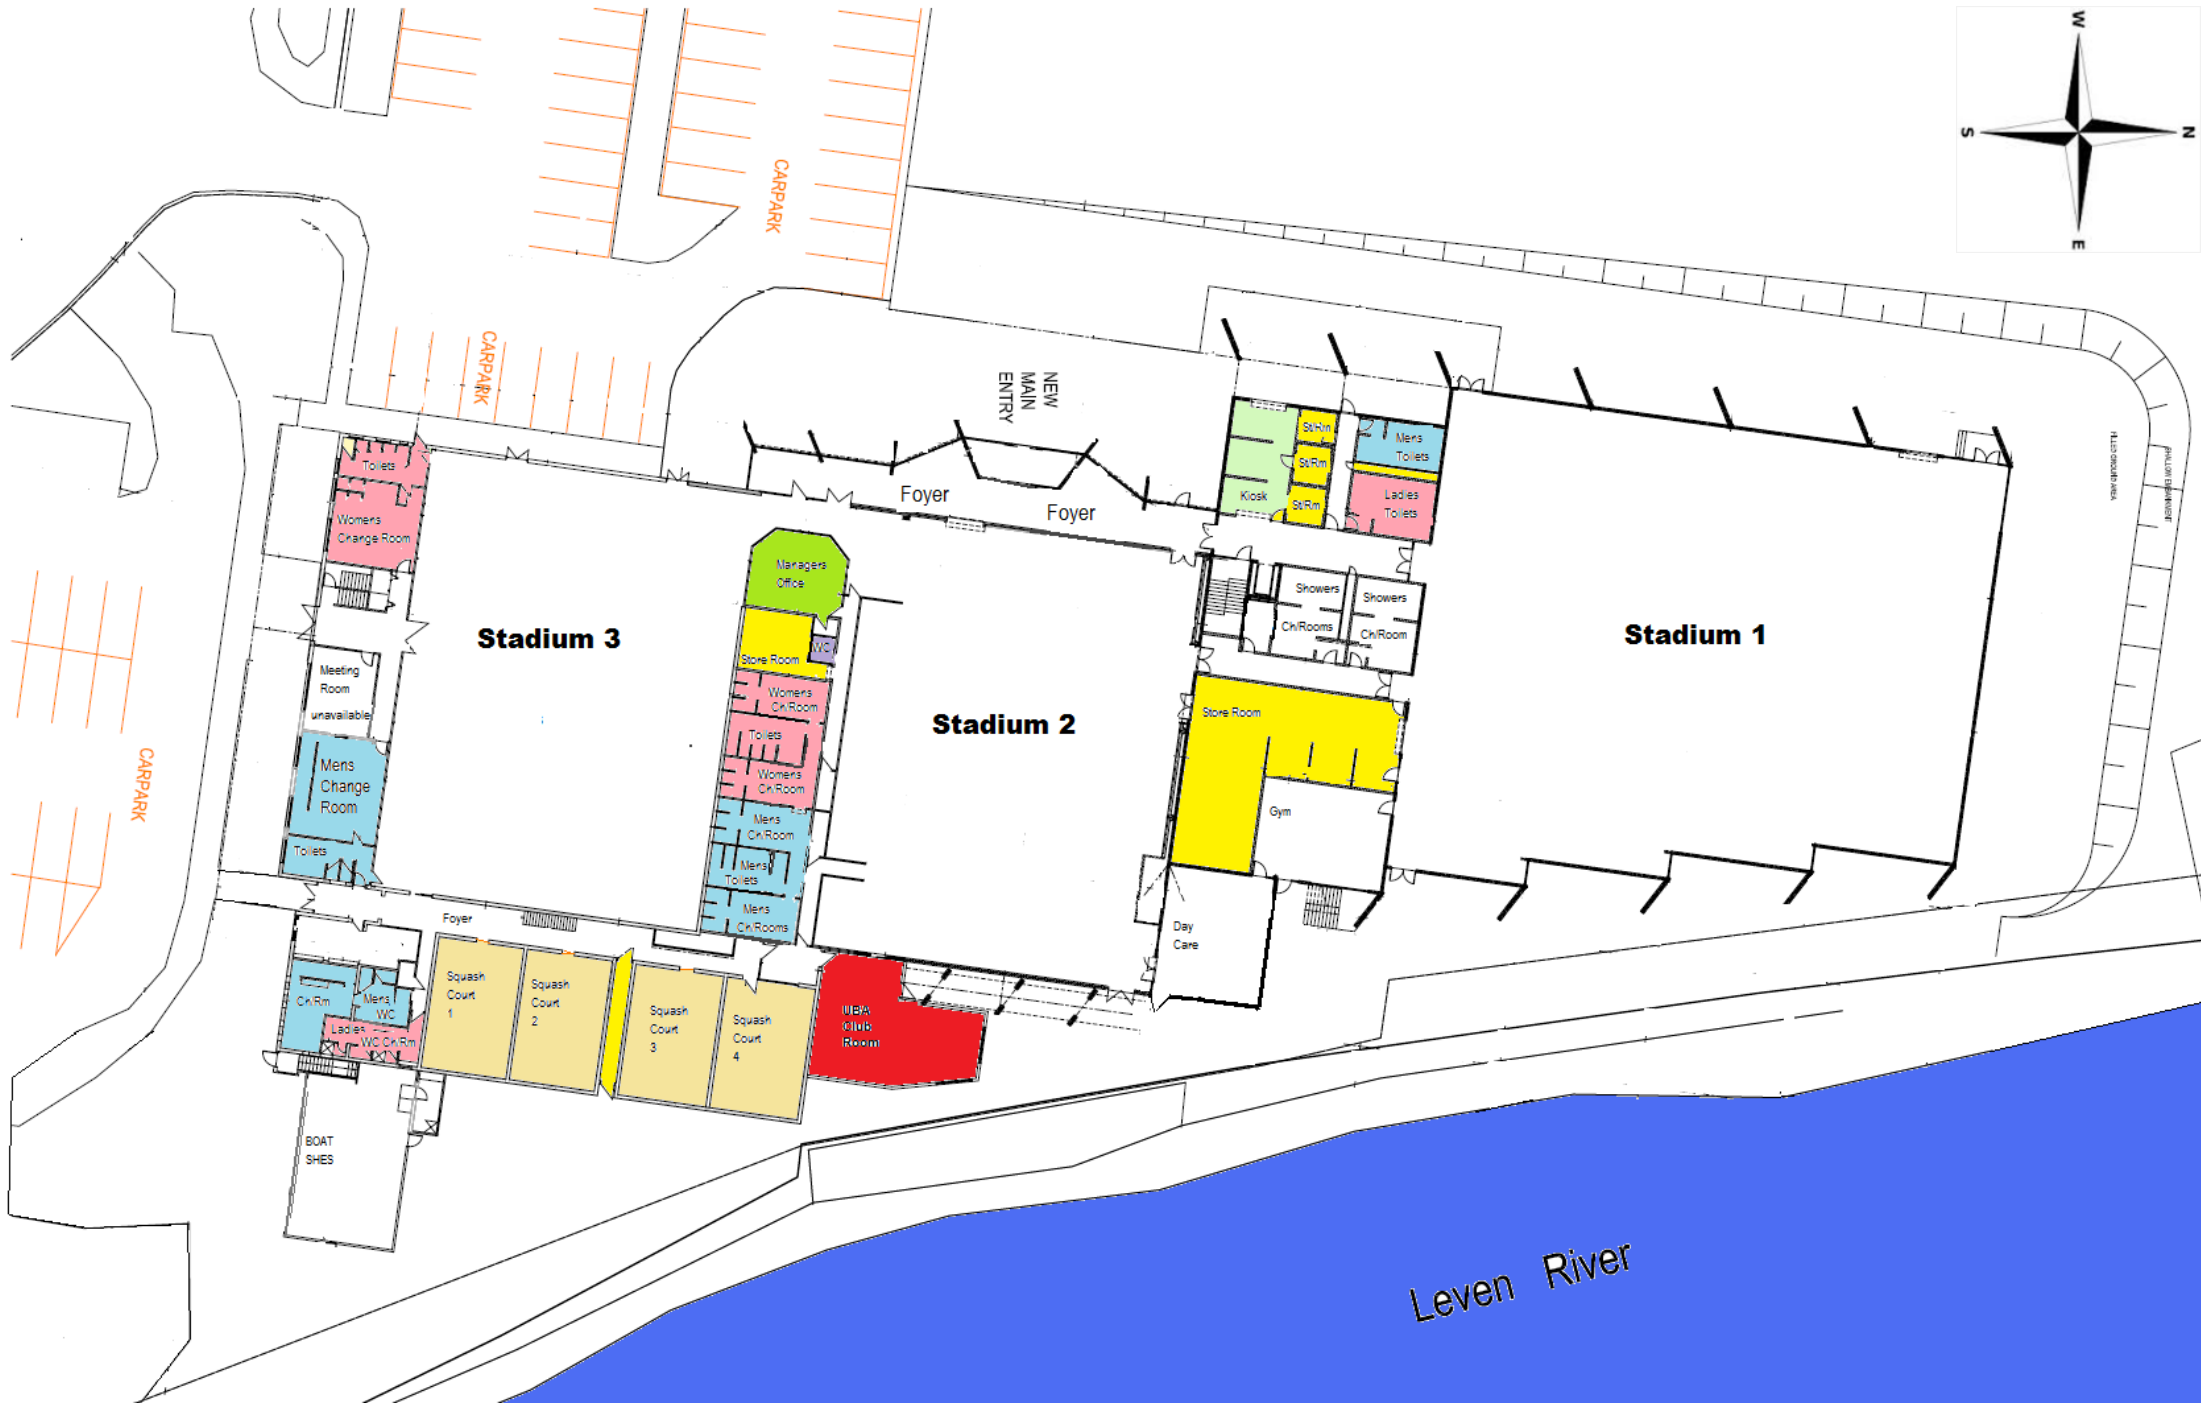 W
S
N
E
CARPARK
CARPARK
CARPARK
NEW
MAIN
ENTRY
Foyer
Foyer
Kiosk
St/Rm
St/Rm
St/Rm
Mens
Toilets
Ladies
Toilets
FILLED GROUND AREA
SHALLOW EMBANKMENT
Toilets
Womens
Change Room
Managers
Office
Stadium 3
Store Room
WC
Showers
Ch/Rooms
Showers
Ch/Room
Stadium 1
Meeting
Room
unavailable
Womens
Ch/Room
Toilets
Womens
Ch/Room
Stadium 2
Store Room
Mens
Change
Room
Toilets
Mens
Ch/Room
Mens
Toilets
Mens
Ch/Rooms
Gym
Day
Care
Foyer
Ch/Rm
Mens
WC
Ladies
WC Ch/Rm
Squash
Court
1
Squash
Court
2
Squash
Court
3
Squash
Court
4
UBA
Club
Room
BOAT
SHES
Leven River